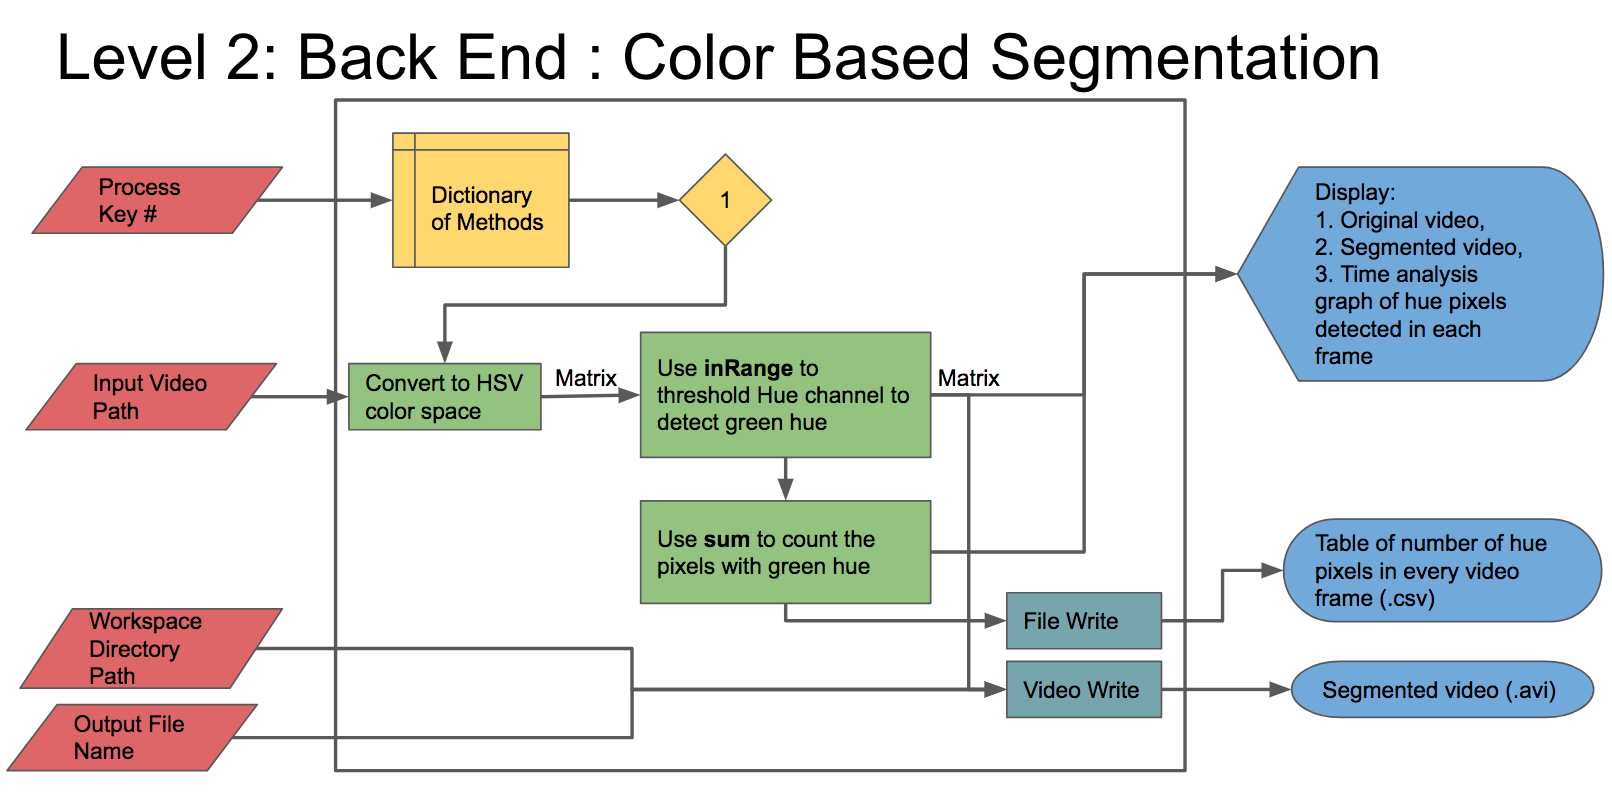 Level 2: Back End : Color Based Segmentation
Process
Key #
Dictionary
of Methods
1
Display:
1. Original video,
2. Segmented video,
3. Time analysis
graph of hue pixels
detected in each
frame
Input Video
Path
Convert to HSV
color space
Matrix
Use inRange to
threshold Hue channel to
detect green hue
Matrix
Use sum to count the
pixels with green hue
Table of number of hue
pixels in every video
frame (.csv)
Workspace
Directory
Path
File Write
Video Write
Segmented video (.avi)
Output File
Name